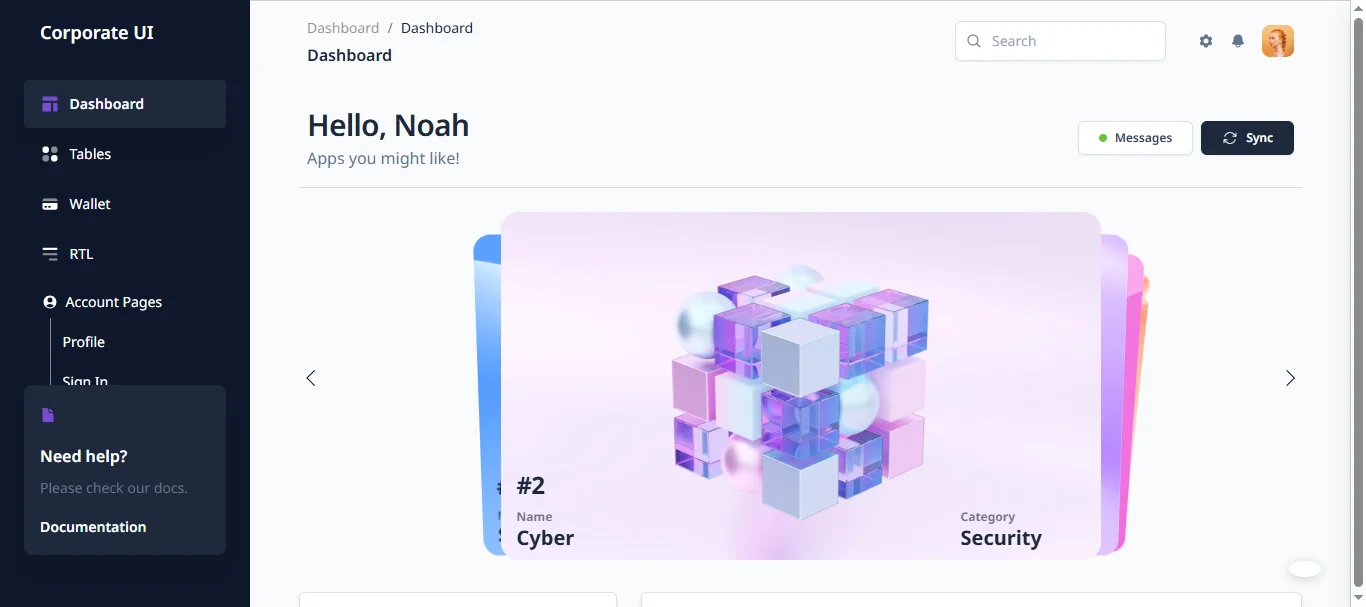 Corporate UI
Dashboard
Tables
Wallet
RTL
Account Pages
Profile
Sign In
Need help?
Please check our docs.
Documentation
Dashboard / Dashboard
Dashboard
Search
Hello, Noah
Apps you might like!
Messages
Sync
#2
Name
Cyber
Category
Security